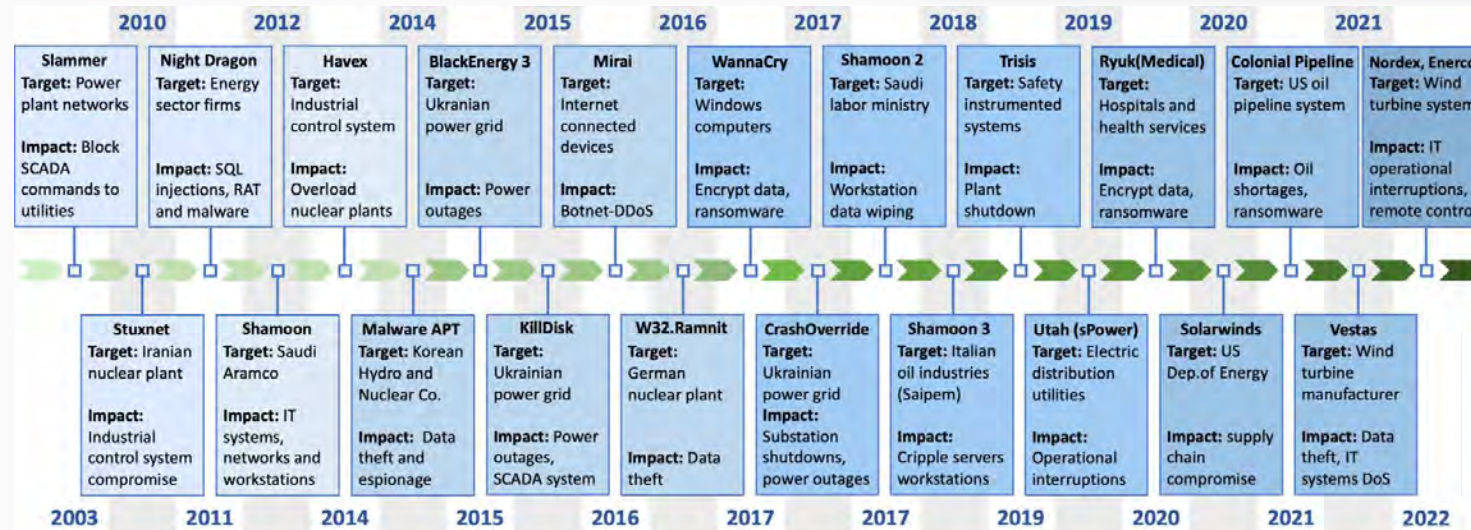 2010 2012 2014 2015 2016 2017 2018 2019 2020 2021
Slammer
Target: Power
plant networks
Impact: Block
SCADA
commands to
utilities
Night Dragon
Target: Energy
sector firms
Impact: SQL
injections, RAT
and malware
Havex
Target:
Industrial
control system
Impact:
Overload
nuclear plants
BlackEnergy 3
Target:
Ukranian
power grid
Impact: Power
outages
Mirai
Target:
Internet
connected
devices
Impact:
Botnet-DDoS
WannaCry
Target:
Windows
computers
Impact:
Encrypt data,
ransomware
Shamoon 2
Target: Saudi
labor ministry
Impact:
Workstation
data wiping
Trisis
Target: Safety
instrumented
systems
Impact:
Plant
shutdown
Ryuk(Medical)
Target:
Hospitals and
health services
Impact:
Encrypt data,
ransomware
Colonial Pipeline
Target: US oil
pipeline system
Impact: Oil
shortages,
ransomware
Nordex, Enerco
Target: Wind
turbine system
Impact: IT
operational
interruptions,
remote contro
Stuxnet
Target: Iranian
nuclear plant
Impact:
Industrial
control system
compromise
Shamoon
Target: Saudi
Aramco
Impact: IT
systems,
networks and
workstations
Malware APT
Target: Korean
Hydro and
Nuclear Co.
Impact: Data
theft and
espionage
KillDisk
Target:
Ukrainian
power grid
Impact: Power
outages,
SCADA system
W32.Ramnit
Target:
German
nuclear plant
Impact: Data
theft
CrashOverride
Target:
Ukrainian
power grid
Impact:
Substation
shutdowns,
power outages
Shamoon 3
Target: Italian
oil industries
(Saipem)
Impact:
Cripple servers
workstations
Utah (sPower)
Target: Electric
distribution
utilities
Impact:
Operational
interruptions
Solarwinds
Target: US
Dep.of Energy
Impact: supply
chain
compromise
Vestas
Target: Wind
turbine
manufacturer
Impact: Data
theft, IT
systems DoS
2003 2011 2014 2015 2016 2017 2017 2019 2020 2021 2022